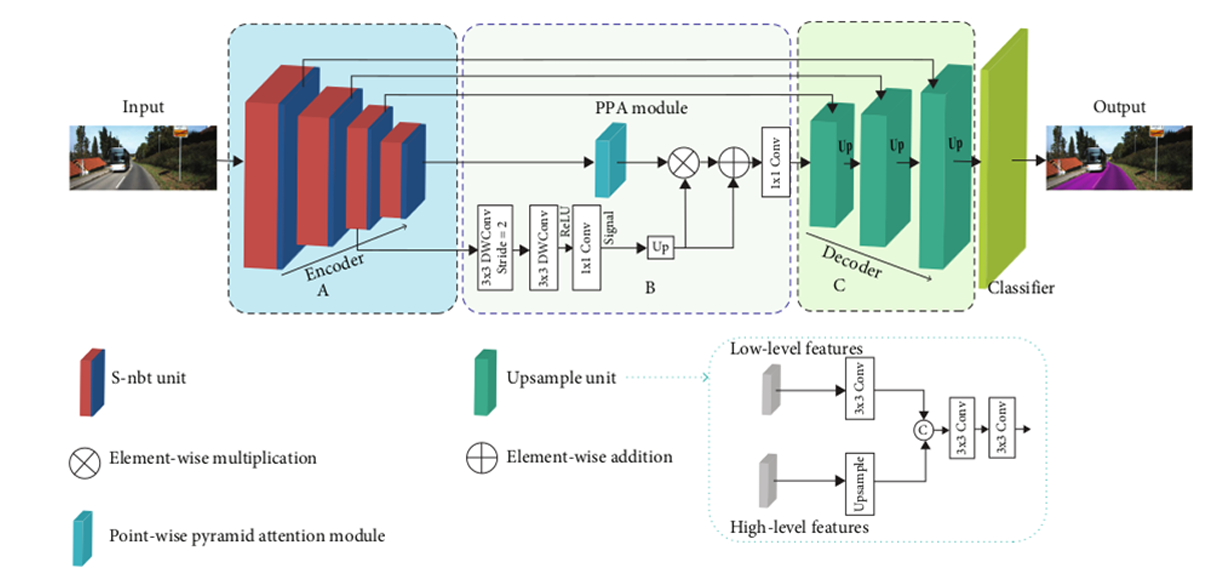 Input
PPA module
Output
Up
Up
Up
1x1 Conv
3x3 DWConv
Stride = 2
3x3 DWConv
ReLU
1x1 Conv
Signal
Up
Encoder
A
B
Decoder
C
Classifier
S-nbt unit
Upsample unit
Low-level features
3x3 Conv
C
3x3 Conv
3x3 Conv
Upsample
High-level features
Element-wise multiplication
Element-wise addition
Point-wise pyramid attention module